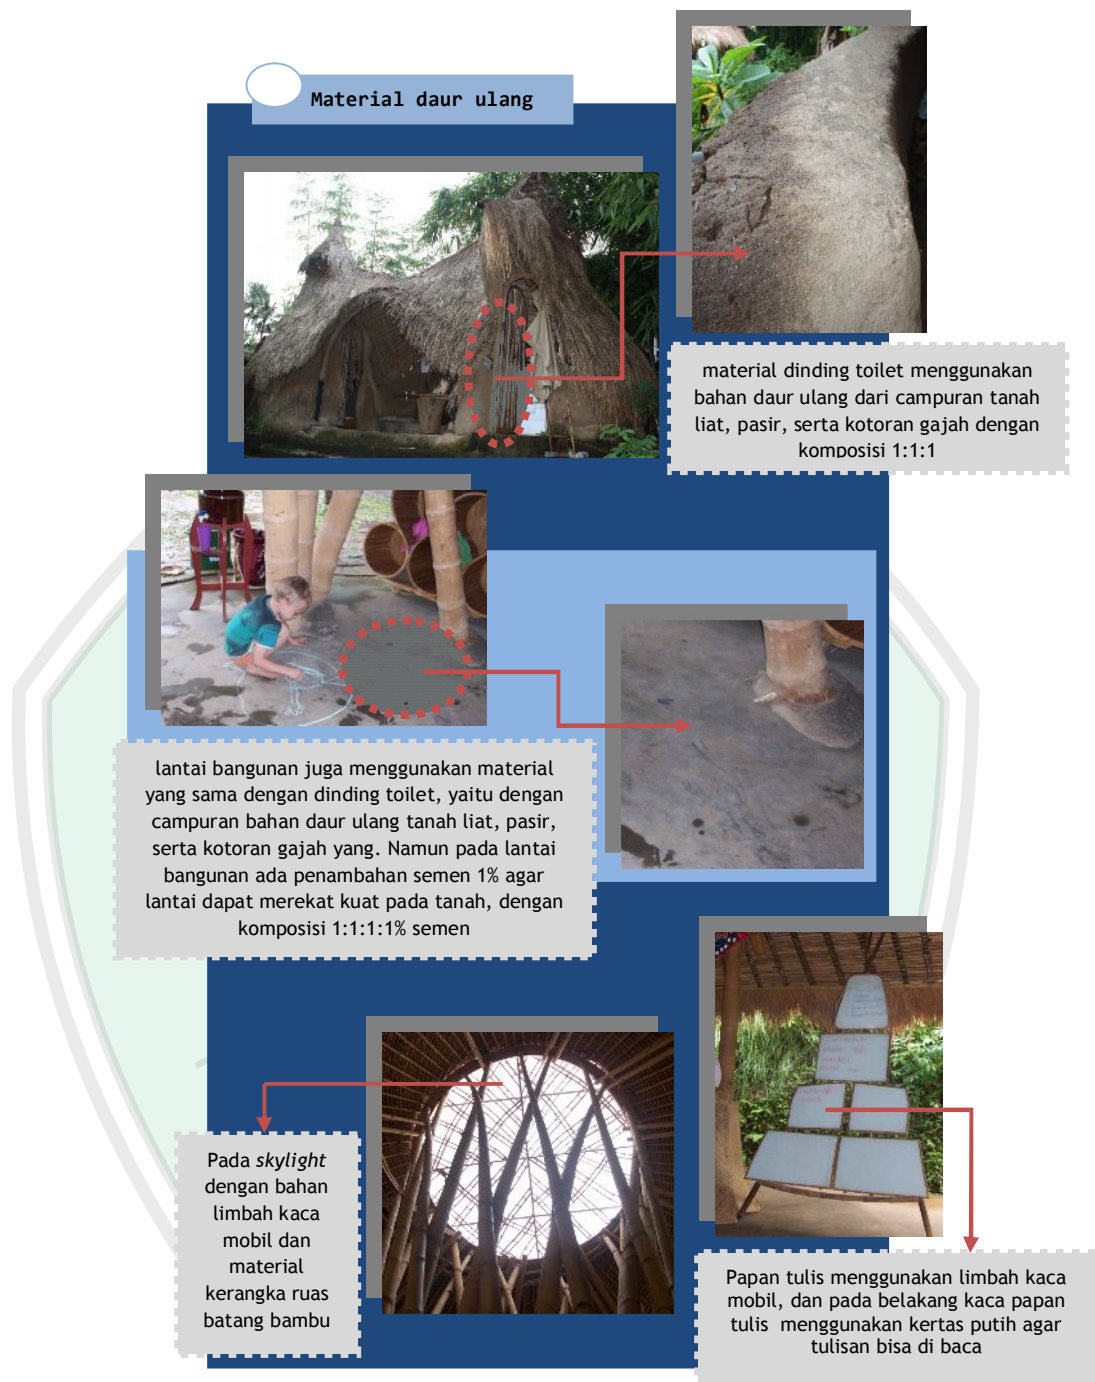 Material daur ulang
material dinding toilet menggunakan
bahan daur ulang dari campuran tanah
liat, pasir, serta kotoran gajah dengan
komposisi 1:1:1
lantai bangunan juga menggunakan material
yang sama dengan dinding toilet, yaitu dengan
campuran bahan daur ulang tanah liat, pasir,
serta kotoran gajah yang. Namun pada lantai
bangunan ada penambahan semen 1% agar
lantai dapat merekat kuat pada tanah, dengan
komposisi 1:1:1:1% semen
Pada skylight
dengan bahan
limbah kaca
mobil dan
material
kerangka ruas
batang bambu
Papan tulis menggunakan limbah kaca
mobil, dan pada belakang kaca papan
tulis menggunakan kertas putih agar
tulisan bisa di baca